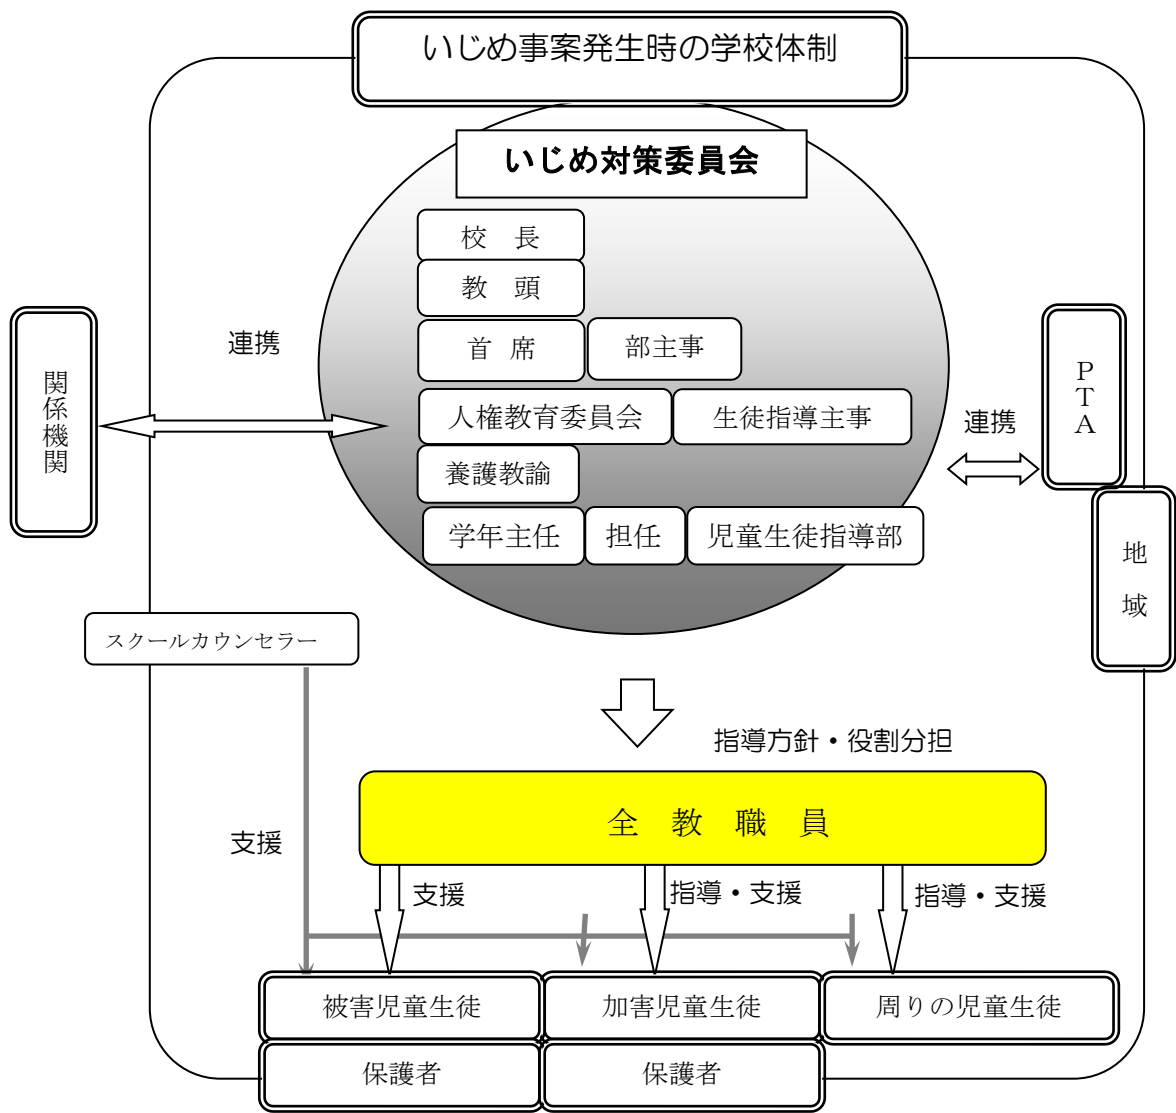 いじめ事案発生時の学校体制
いじめ対策委員会
校　長
教　頭
首 席
部主事
人権教育委員会
生徒指導主事
養護教諭
学年主任
担任
児童生徒指導部
連携
関係機関
連携
PTA
地域
スクールカウンセラー
指導方針・役割分担
全　教　職　員
支援
支援
指導・支援
指導・支援
被害児童生徒
加害児童生徒
周りの児童生徒
保護者
保護者